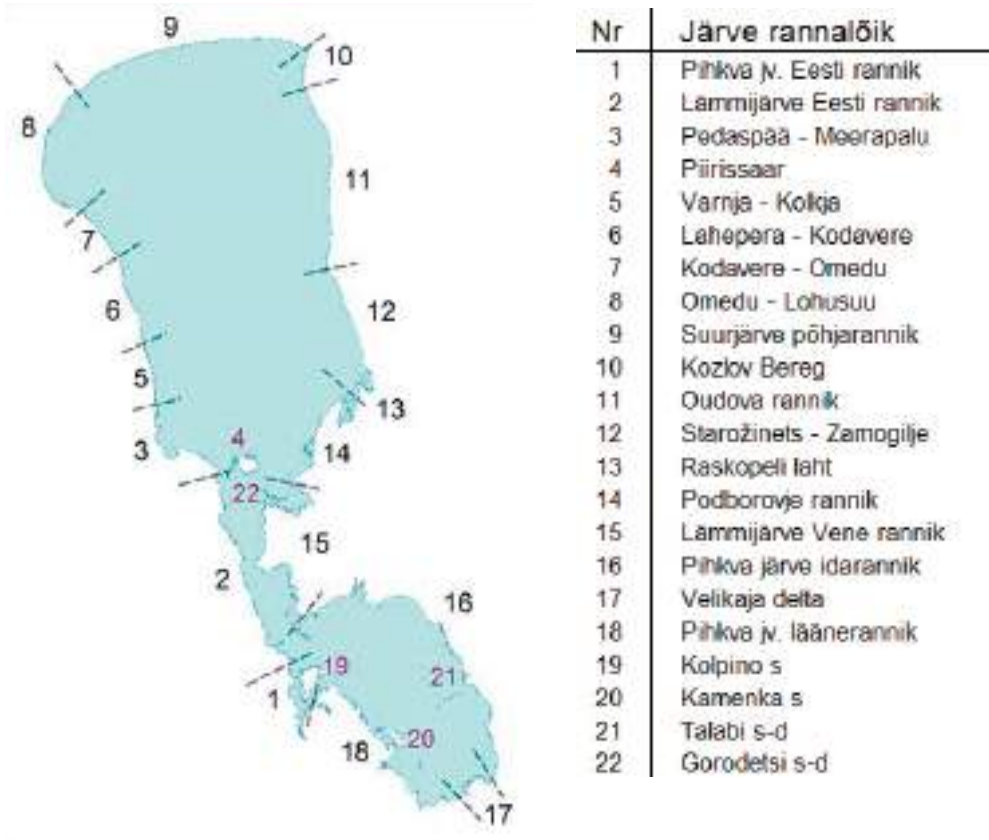 9
10
8
11
7
6
12
5
13
3
4
14
22
15
2
16
19
21
1
18
20
17
Nr Järve rannalõik
1 Pihkva jv. Eesti rannik
2 Lämmijärve Eesti rannik
3 Pedaspää - Meerapalu
4 Piirissaar
5 Varnja - Kolkja
6 Lahepera - Kodavere
7 Kodavere - Omedu
8 Omedu - Lohusuu
9 Suurjärve põhjarannik
10 Kozlov Bereg
11 Oudova rannik
12 Starožinets - Zamogilje
13 Raskopeli laht
14 Podborovje rannik
15 Lämmijärve Vene rannik
16 Pihkva järve idarannik
17 Velikaja delta
18 Pihkva jv. läänerannik
19 Kolpino s
20 Kamenka s
21 Talabi s-d
22 Gorodetsi s-d